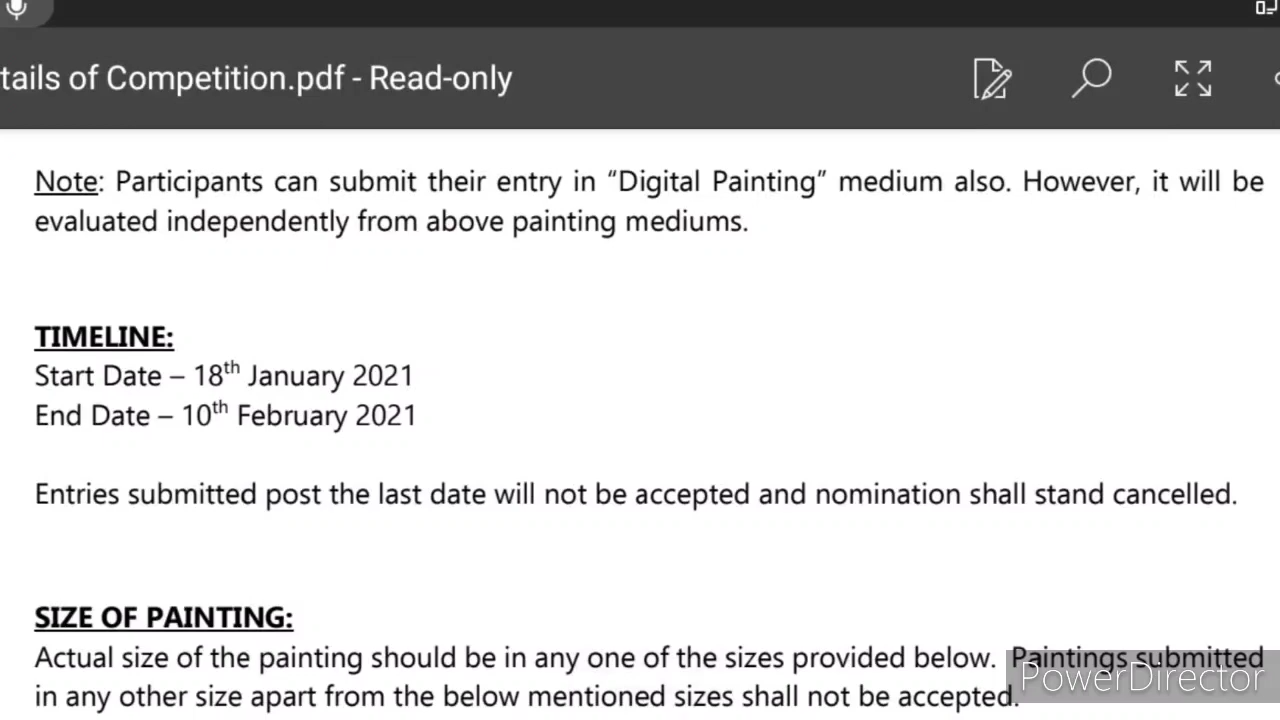 tails of Competition.pdf - Read-only
Note: Participants can submit their entry in “Digital Painting” medium also. However, it will be
evaluated independently from above painting mediums.
TIMELINE:
Start Date – 18th January 2021
End Date – 10th February 2021
Entries submitted post the last date will not be accepted and nomination shall stand cancelled.
SIZE OF PAINTING:
Actual size of the painting should be in any one of the sizes provided below. Paintings submitted
in any other size apart from the below mentioned sizes shall not be accepted.
PowerDirector